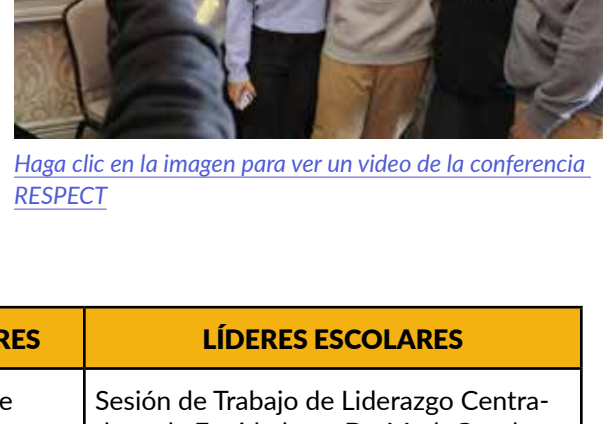 Haga clic en la imagen para ver un video de la conferencia
RESPECT
RES
LÍDERES ESCOLARES
e
Sesión de Trabajo de Liderazgo Centra-